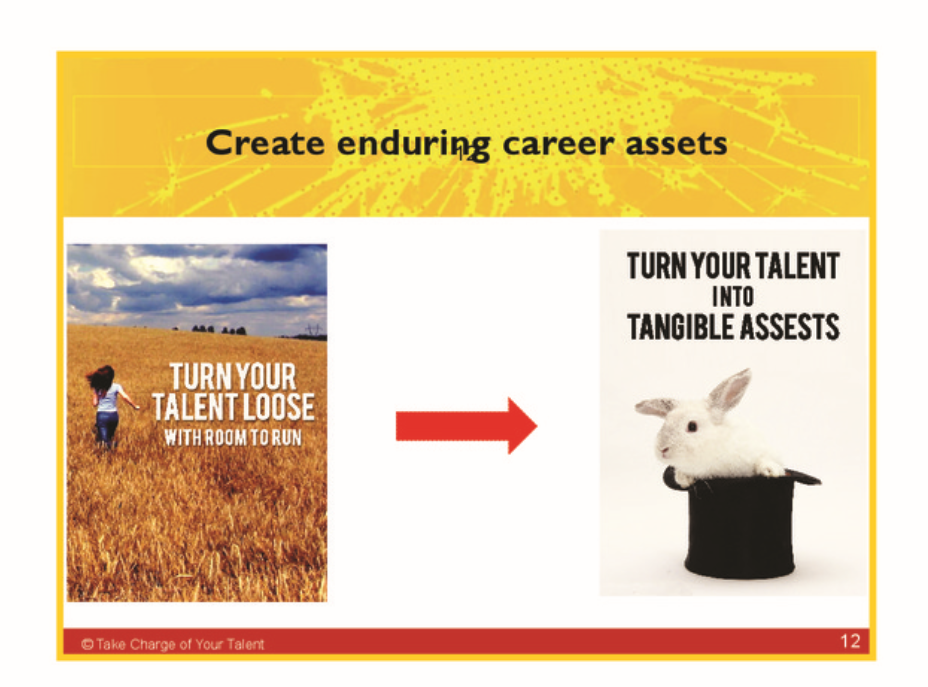 Create enduring career assets
12
TURN YOUR
TALENT LOOSE
WITH ROOM TO RUN
TURN YOUR TALENT
INTO
TANGIBLE ASSESTS
© Take Charge of Your Talent
12